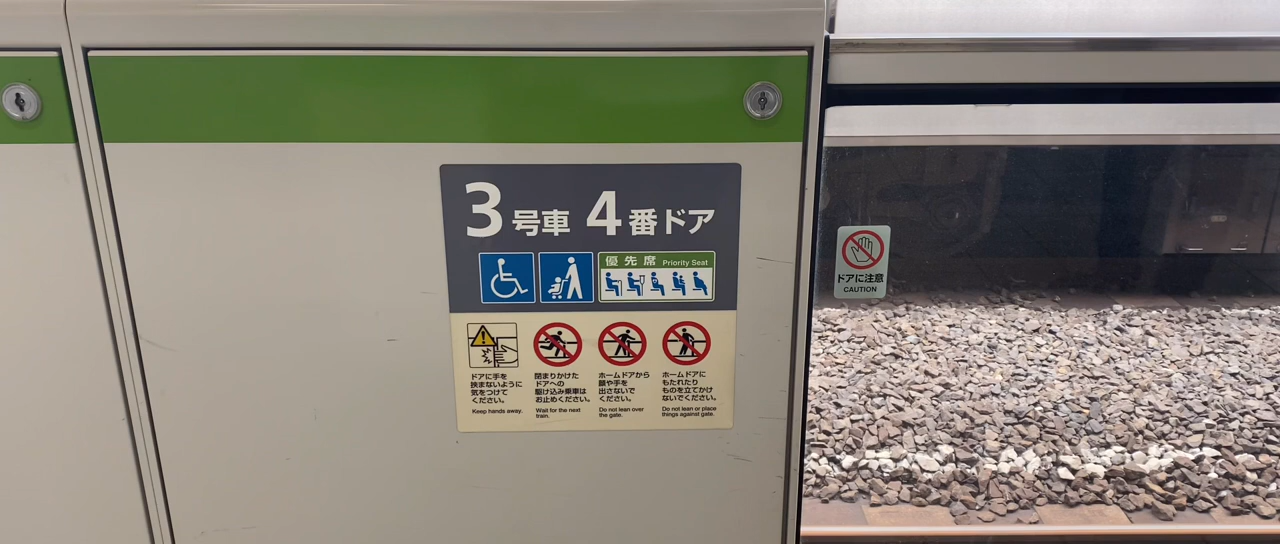 3号車 4番ドア
優先席 Priority Seat
ドアに手を
挟まないように
気をつけて
ください。
Keep hands away.
閉まりかけた
ドアへの
駆け込み乗車は
お止めください。
Wait for the next
train.
ホームドアから
顔や手を
出さないで
ください。
Do not lean over
the gate.
ホームドアに
もたれたり
ものを立てかけ
ないでください。
Do not lean or place
things against gate.
ドアに注意
CAUTION